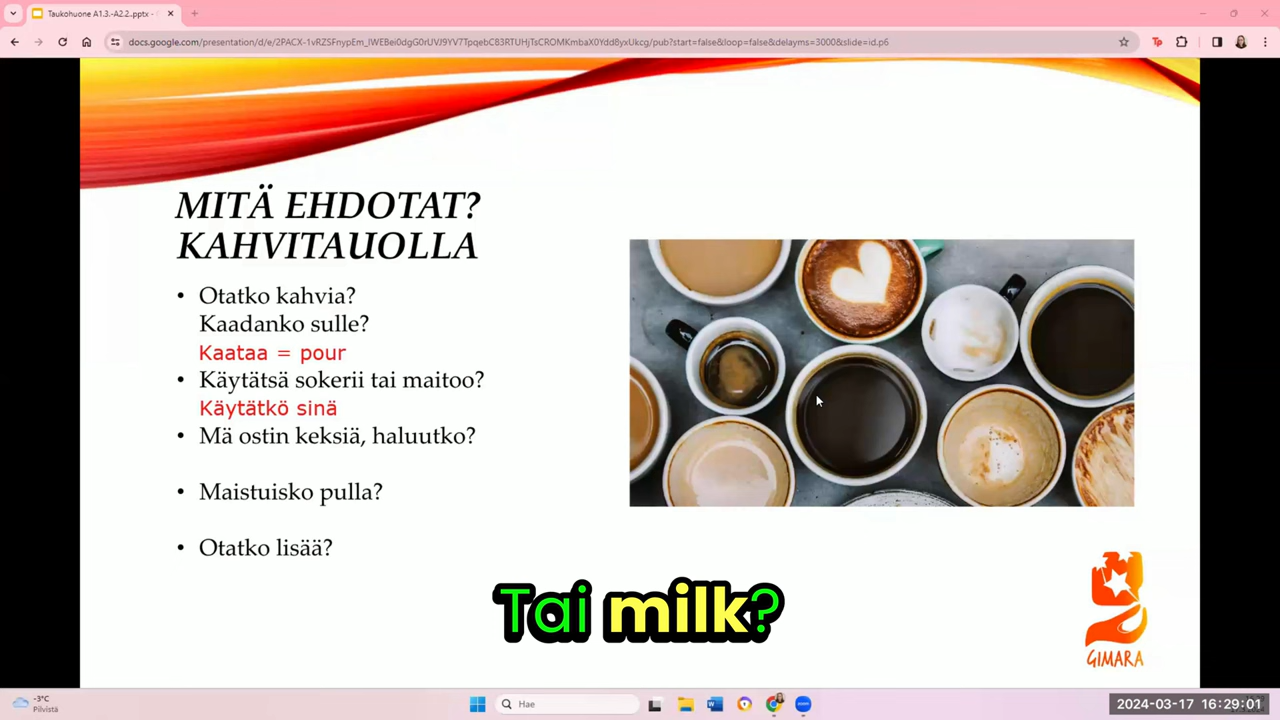 Taukohuone A1.3.-A2.2..pptx -
docs.google.com/presentation/d/e/2PACX-1vRZSFnypEm_IWEBei0dgG0rUVJ9YV7TpqebC83RTUHjTsCROMKmbaX0Ydd8yxUkcg/pub?start=false&loop=false&delayms=3000&slide=id.p6
MITÄ EHDOTAT?
KAHVITAUOLLA
• Otatko kahvia?
Kaadanko sulle?
Kaataa = pour
• Käytätsä sokerii tai maitoo?
Käytätkö sinä
• Mä ostin keksiä, haluutko?
• Maistuisko pulla?
• Otatko lisää?
Tai milk?
GIMARA
-3°C
Pilvistä
Hae
zoom
2024-03-17 16:29:01